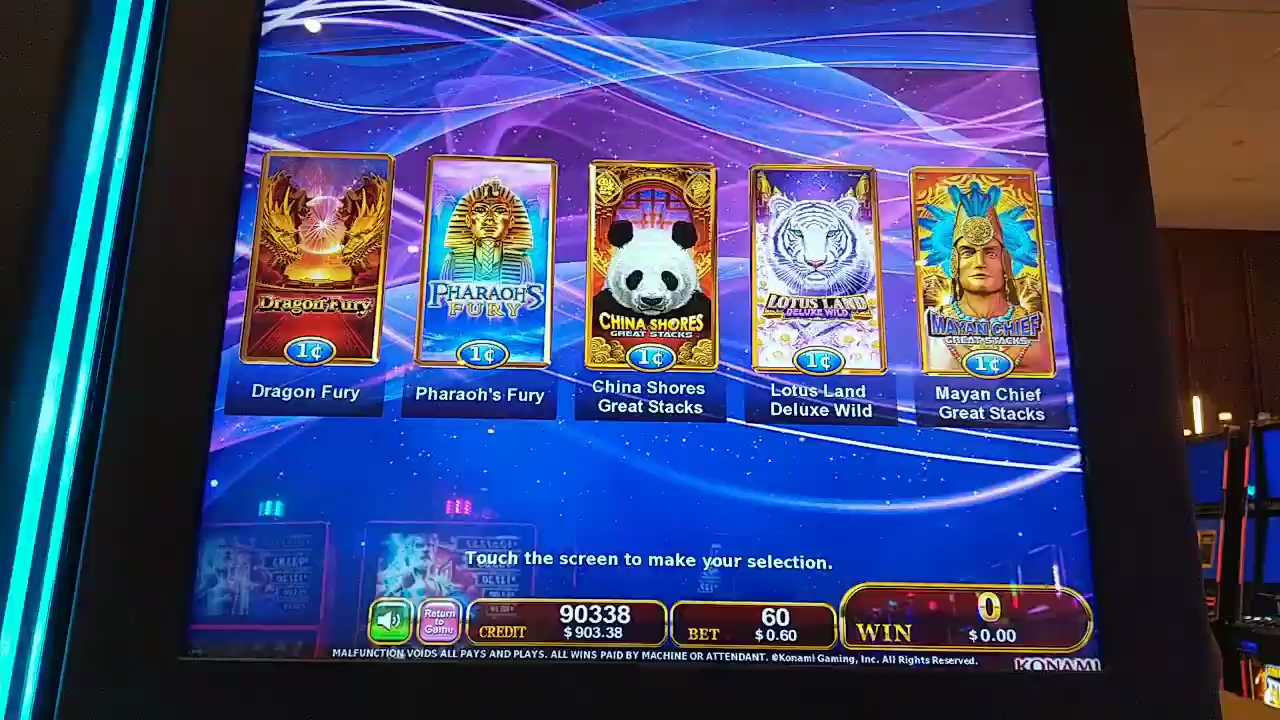 Dragon Fury
1¢
Dragon Fury
PHARAOH'S
FURY
1¢
Pharaoh's Fury
CHINA SHORES
GREAT STACKS
1¢
China Shores
Great Stacks
LOTUS LAND
DELUXE WILD
1¢
Lotus Land
Deluxe Wild
MAYAN CHIEF
GREAT STACKS
1¢
Mayan Chief
Great Stacks
Touch the screen to make your selection.
Return
to
Game
CREDIT
90338
$903.38
BET
60
$0.60
WIN
0
$0.00
MALFUNCTION VOIDS ALL PAYS AND PLAYS. ALL WINS PAID BY MACHINE OR ATTENDANT. ©Konami Gaming, Inc. All Rights Reserved.
KONAMI